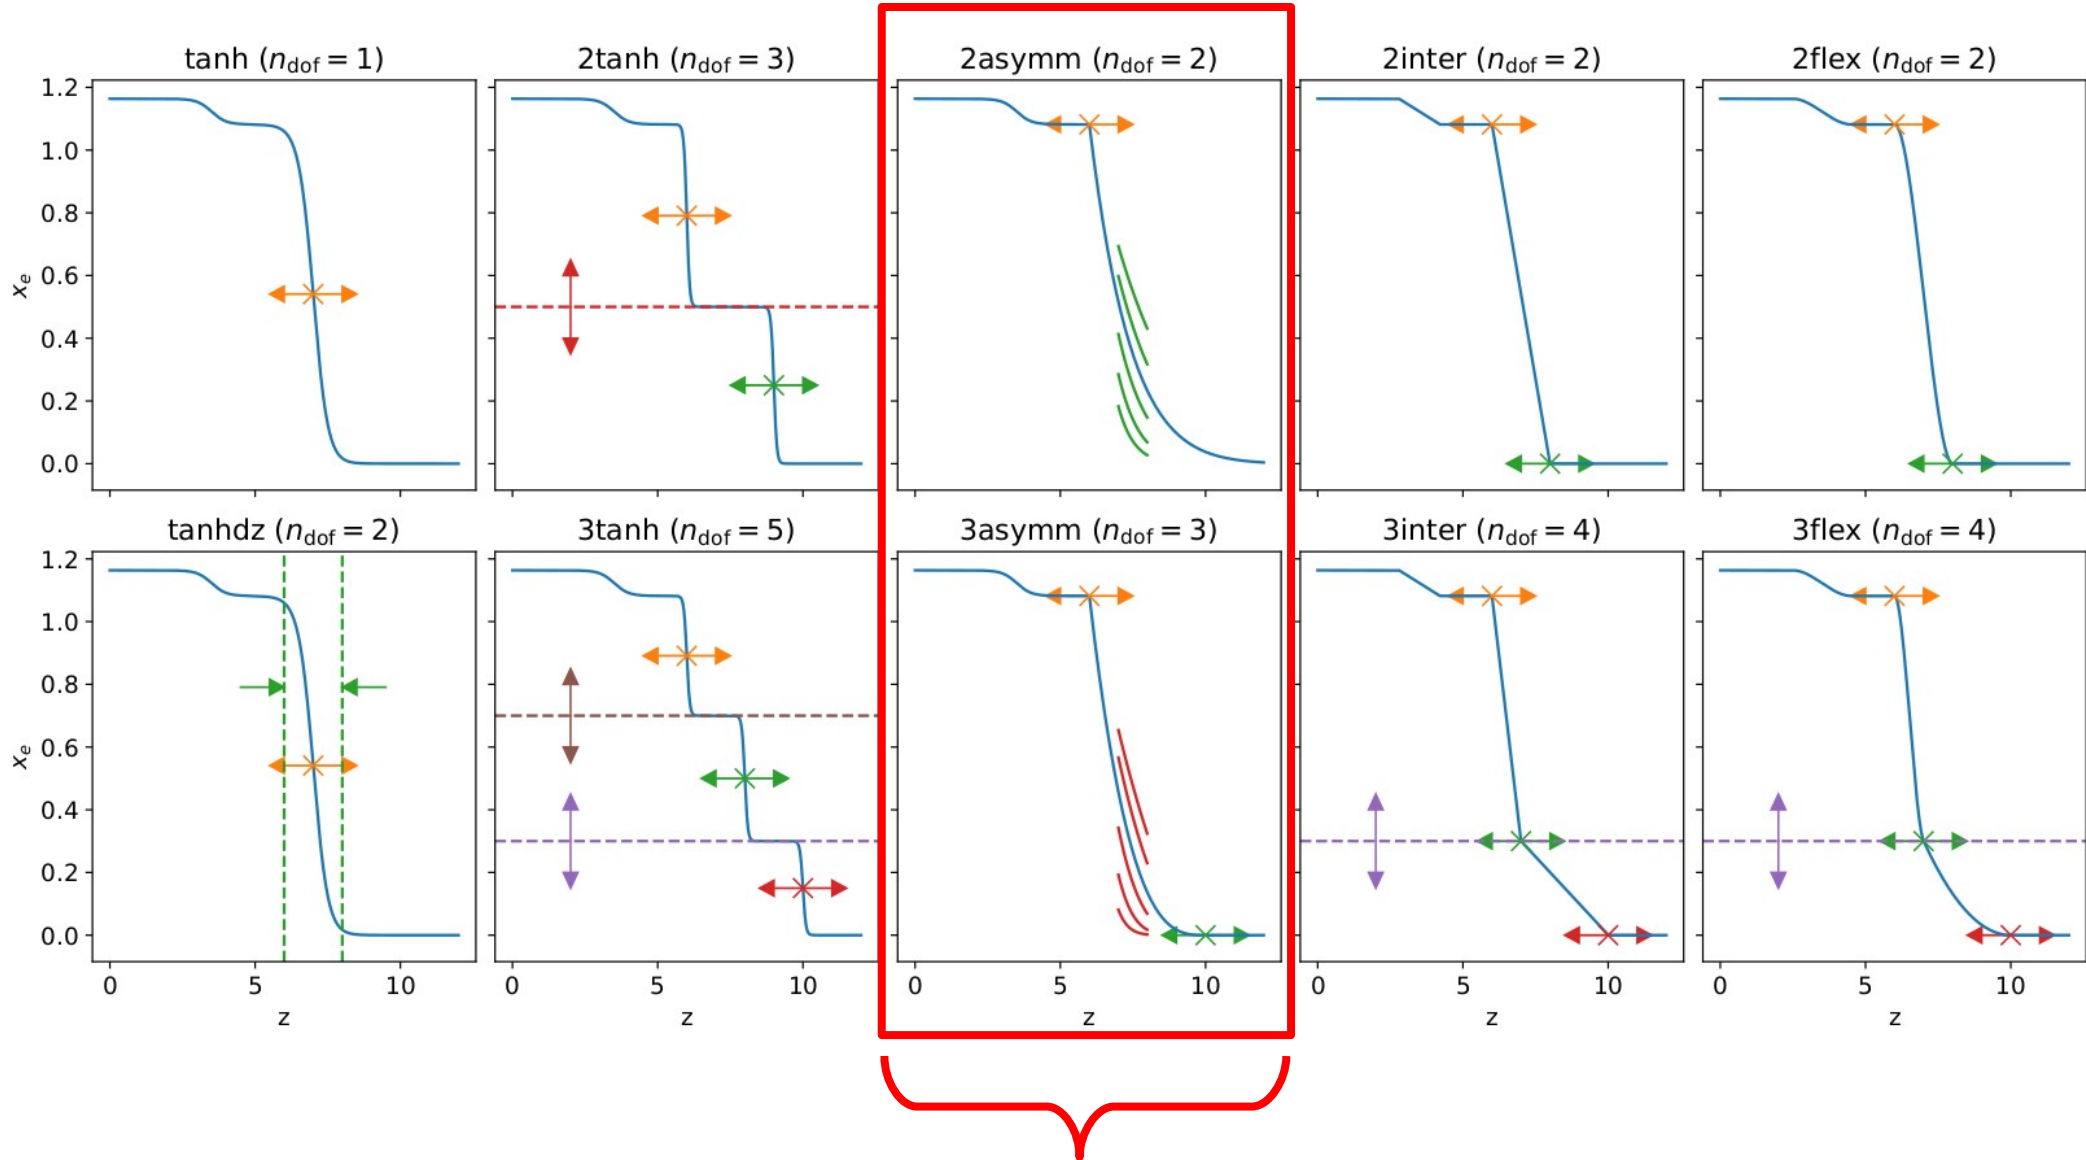 tanh (n_dof = 1)
2tanh (n_dof = 3)
2asymm (n_dof = 2)
2inter (n_dof = 2)
2flex (n_dof = 2)
1.2
1.0
0.8
0.6
0.4
0.2
0.0
x_e
tanhdz (n_dof = 2)
3tanh (n_dof = 5)
3asymm (n_dof = 3)
3inter (n_dof = 4)
3flex (n_dof = 4)
1.2
1.0
0.8
0.6
0.4
0.2
0.0
x_e
0 5 10
0 5 10
0 5 10
0 5 10
0 5 10
z
z
z
z
z